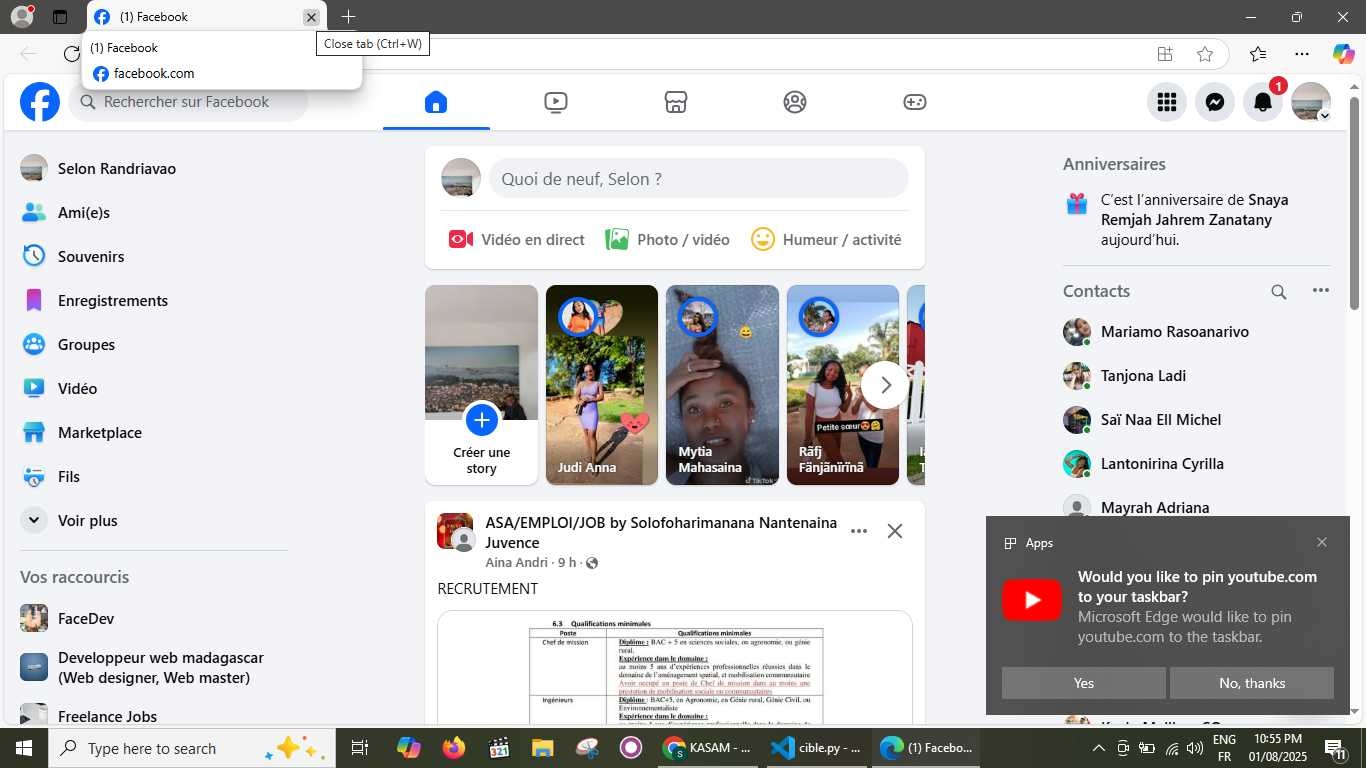 (1) Facebook
(1) Facebook
Close tab (Ctrl+W)
facebook.com
Rechercher sur Facebook
1
Selon Randriavao
Ami(e)s
Souvenirs
Enregistrements
Groupes
Vidéo
Marketplace
Fils
Voir plus
Vos raccourcis
FaceDev
Developpeur web madagascar
(Web designer, Web master)
Freelance Jobs
Quoi de neuf, Selon ?
Vidéo en direct
Photo / vidéo
Humeur / activité
Créer une
story
Judi Anna
Mytia
Mahasaina
TikTok
Petite sœur
Rãfj
Fãnjãnïrïnã
ASA/EMPLOI/JOB by Solofoharimanana Nantenaina
Juvence
Aina Andri · 9 h ·
RECRUTEMENT
6.3 Qualifications minimales
Poste Qualifications minimales
Chef de mission Diplôme : BAC + 5 en sciences sociales, ou agronomie, ou génie
rural.
Expérience dans le domaine :
au moins 5 ans d'expériences professionnelles réussies dans le
domaine de l'aménagement spatial, et mobilisation communautaire
Avoir occupé un poste de Chef de mission dans au moins une
prestation de mobilisation sociale ou communautaires
Ingénieurs Diplôme : BAC+5, en Agronomie, en Génie rural, Génie Civil, ou
Environnementaliste
Expérience dans le domaine :
Anniversaires
C'est l'anniversaire de Snaya
Remjah Jahrem Zanatany
aujourd'hui.
Contacts
Mariamo Rasoanarivo
Tanjona Ladi
Saï Naa Ell Michel
Lantonirina Cyrilla
Mayrah Adriana
Apps
Would you like to pin youtube.com
to your taskbar?
Microsoft Edge would like to pin
youtube.com to the taskbar.
Yes
No, thanks
Type here to search
321
KASAM - ...
cible.py - ...
(1) Facebo...
ENG
FR
10:55 PM
01/08/2025
11